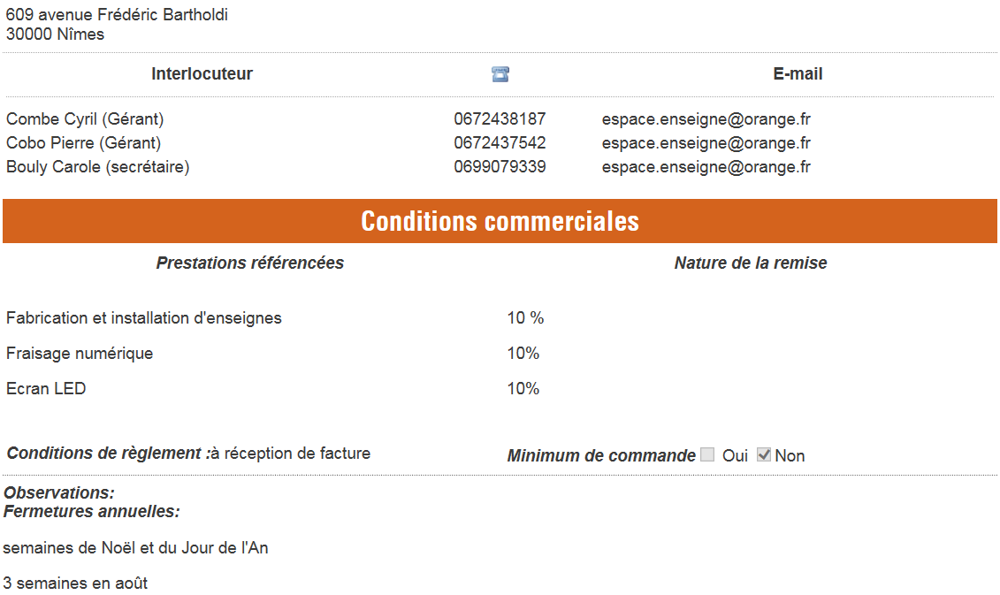 609 avenue Frédéric Bartholdi
30000 Nîmes
Interlocuteur E-mail
Combe Cyril (Gérant) 0672438187 espace.enseigne@orange.fr
Cobo Pierre (Gérant) 0672437542 espace.enseigne@orange.fr
Bouly Carole (secrétaire) 0699079339 espace.enseigne@orange.fr
Conditions commerciales
Prestations référencées Nature de la remise
Fabrication et installation d'enseignes 10 %
Fraisage numérique 10%
Ecran LED 10%
Conditions de règlement :à réception de facture Minimum de commande Oui Non
Observations:
Fermetures annuelles:
semaines de Noël et du Jour de l'An
3 semaines en août